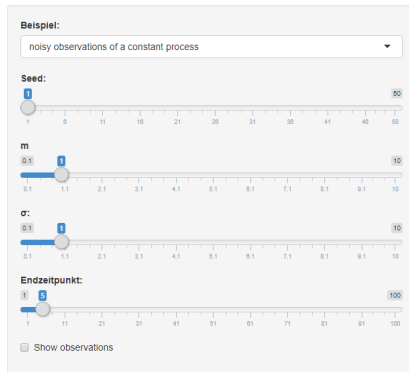 Beispiel:
noisy observations of a constant process
Seed:
1 50
1 6 11 16 21 26 31 36 41 46 50
m
0.1 1 10
0.1 1.1 2.1 3.1 4.1 5.1 6.1 7.1 8.1 9.1 10
σ:
0.1 1 10
0.1 1.1 2.1 3.1 4.1 5.1 6.1 7.1 8.1 9.1 10
Endzeitpunkt:
1 5 100
1 11 21 31 41 51 61 71 81 91 100
Show observations